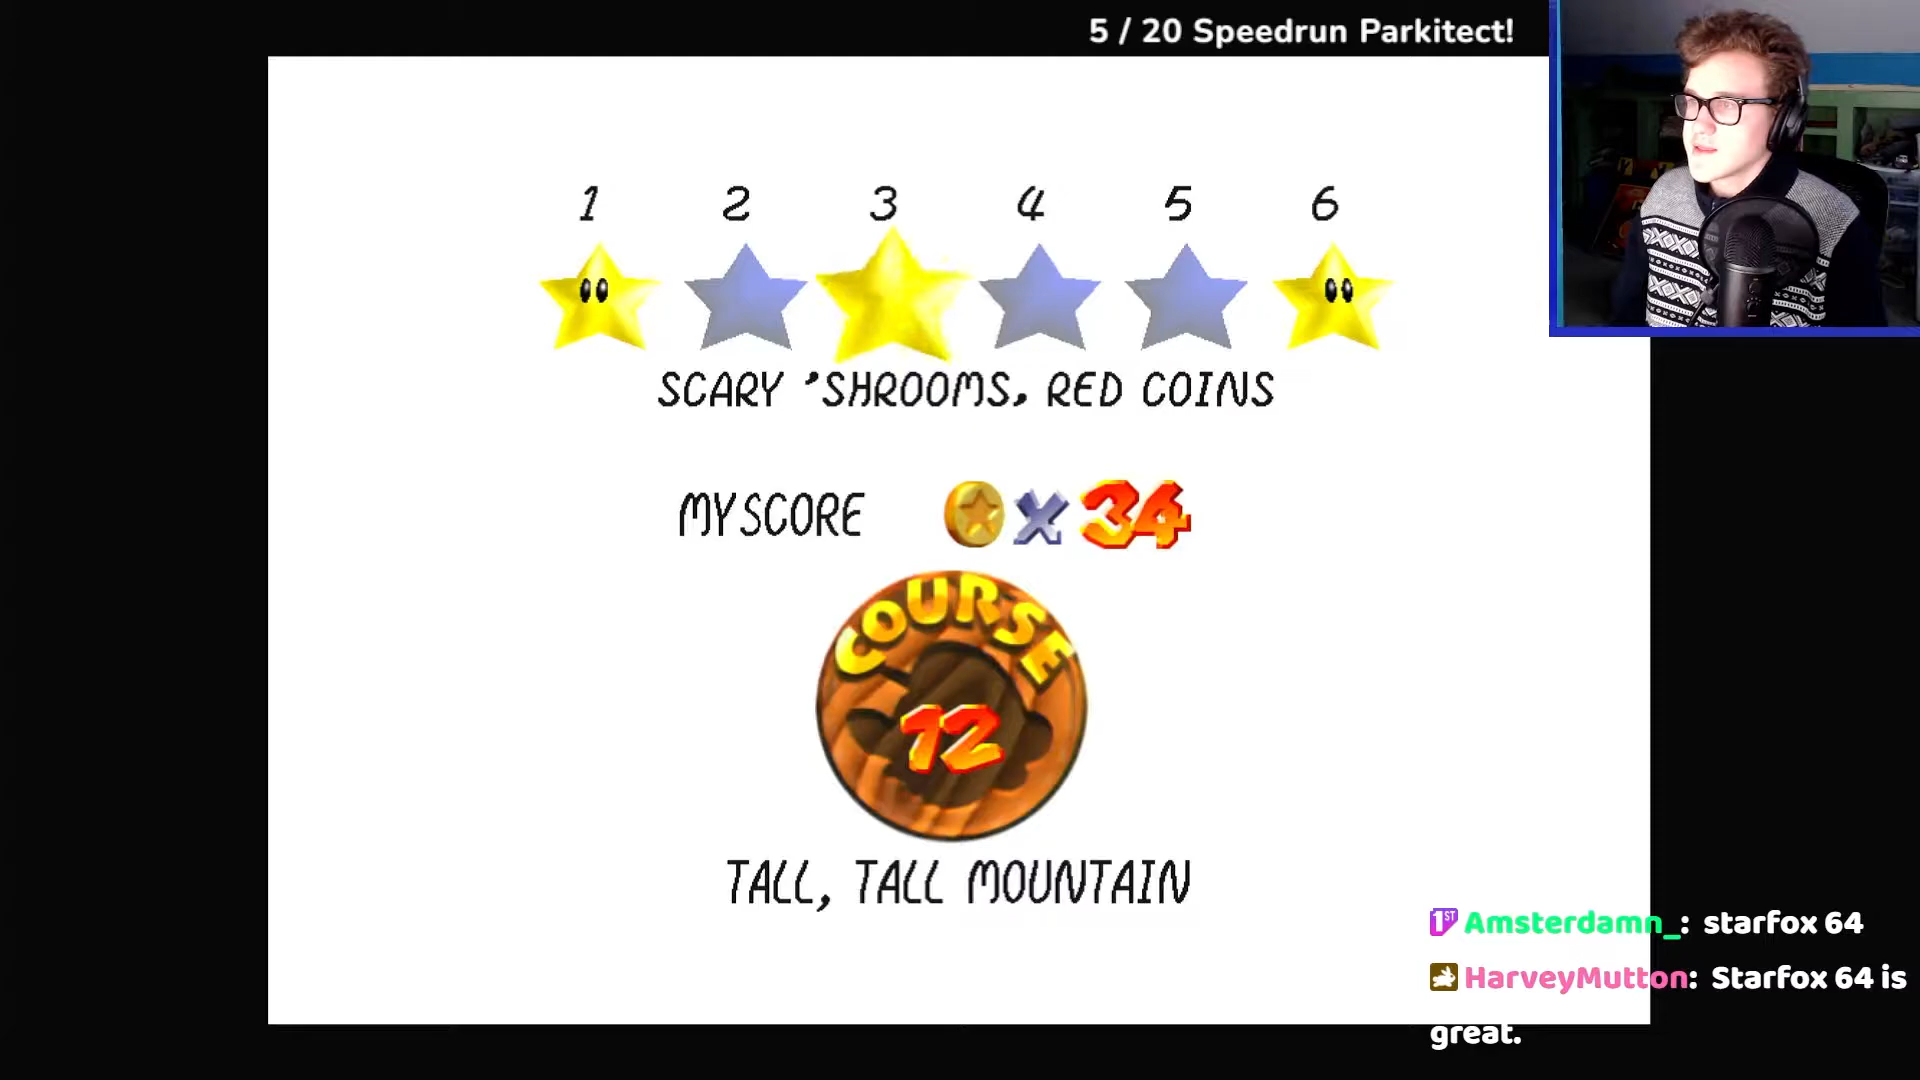 5 / 20 Speedrun Parkitect!
1 2 3 4 5 6
SCARY 'SHROOMS, RED COINS
MY SCORE × 34
COURSE
12
TALL, TALL MOUNTAIN
1ST Amsterdamn_: starfox 64
HarveyMutton: Starfox 64 is
great.